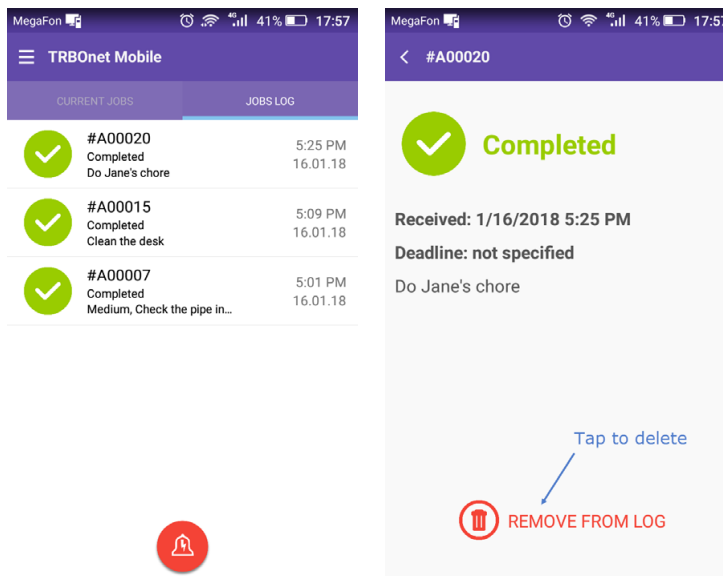 MegaFon 4G 41% 17:57
TRBOnet Mobile
CURRENT JOBS JOBS LOG
#A00020
Completed
Do Jane's chore
5:25 PM
16.01.18
#A00015
Completed
Clean the desk
5:09 PM
16.01.18
#A00007
Completed
Medium, Check the pipe in...
5:01 PM
16.01.18
MegaFon 4G 41% 17:57
#A00020
Completed
Received: 1/16/2018 5:25 PM
Deadline: not specified
Do Jane's chore
Tap to delete
REMOVE FROM LOG